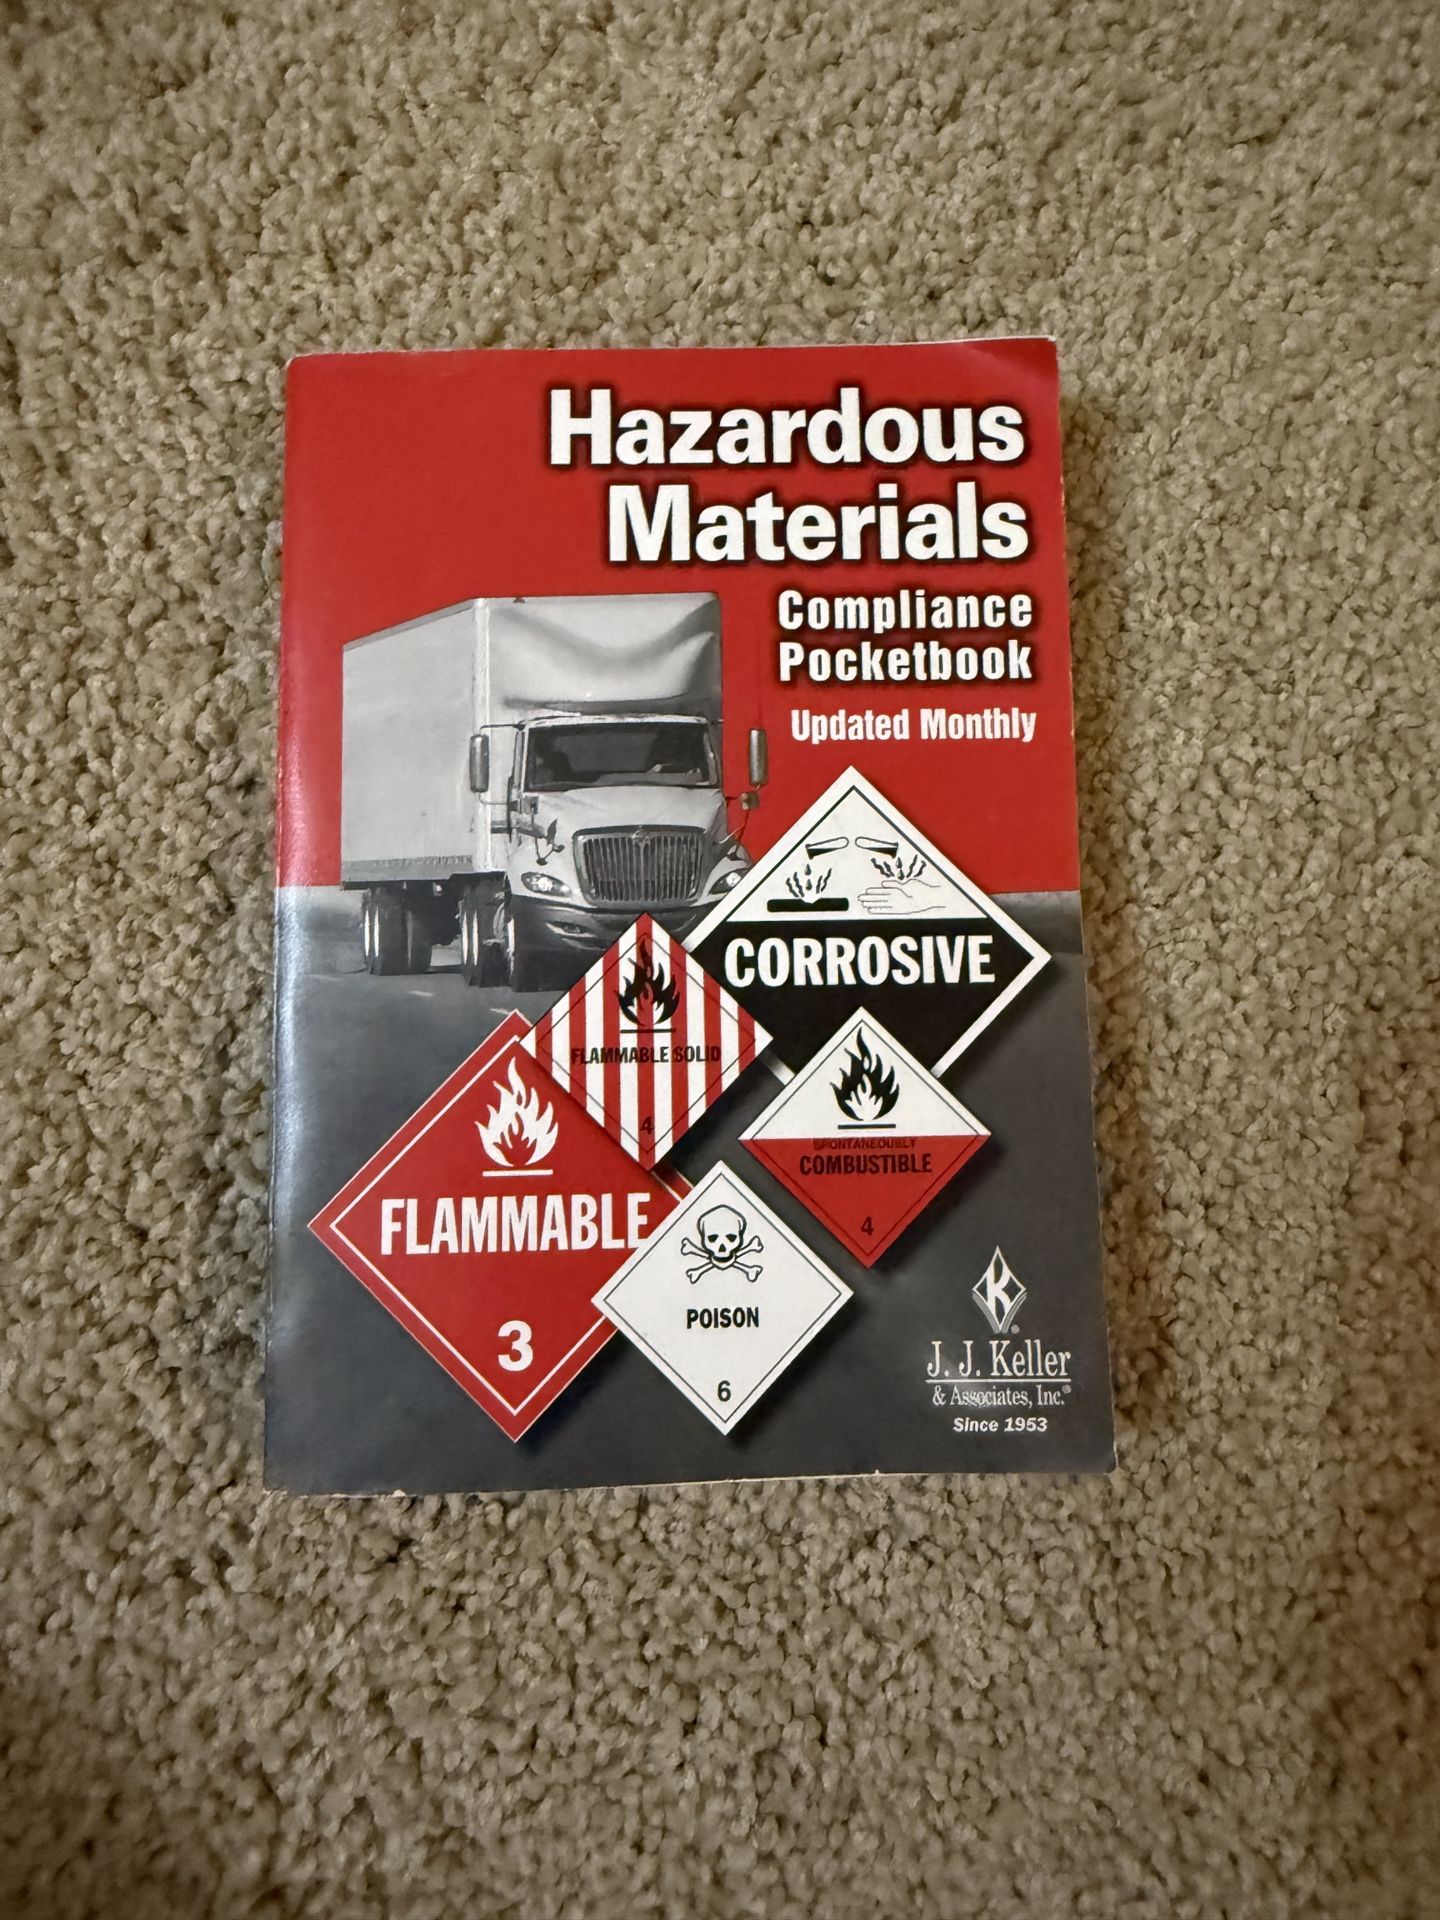 Hazardous
Materials
Compliance
Pocketbook
Updated Monthly
CORROSIVE
FLAMMABLE SOLID
4
SPONTANEOUSLY
COMBUSTIBLE
4
FLAMMABLE
3
POISON
6
K®
J. J. Keller
& Associates, Inc.®
Since 1953